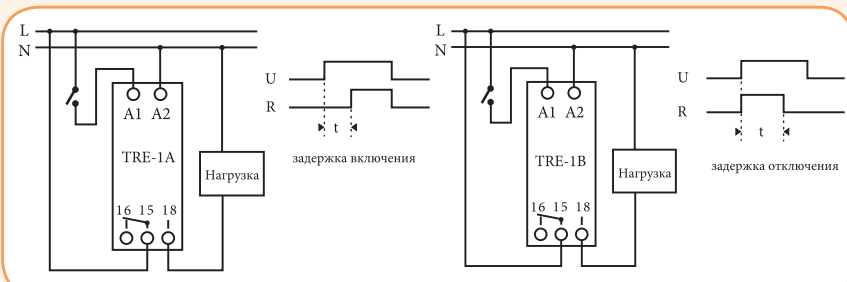 L
N
A1 A2
TRE-1A
16 15 18
Нагрузка
U
R
t
задержка включения
L
N
A1 A2
TRE-1B
16 15 18
Нагрузка
U
R
t
задержка отключения